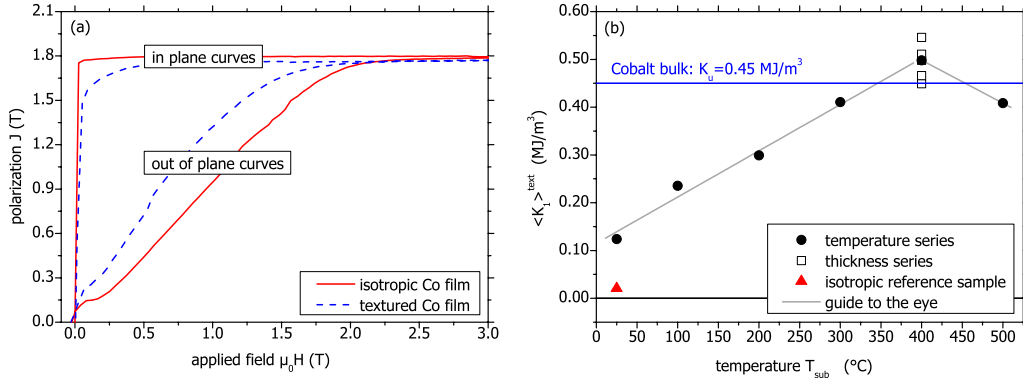 (a)
in plane curves
out of plane curves
isotropic Co film
textured Co film
polarization J (T)
0.0
0.3
0.6
0.9
1.2
1.5
1.8
2.1
0.0 0.5 1.0 1.5 2.0 2.5 3.0
applied field μ₀H (T)
(b)
Cobalt bulk: Kᵤ=0.45 MJ/m³
temperature series
thickness series
isotropic reference sample
guide to the eye
<K₁>ᵗᵉˣᵗ (MJ/m³)
0.00
0.10
0.20
0.30
0.40
0.50
0.60
0 50 100 150 200 250 300 350 400 450 500
temperature T_sub (°C)